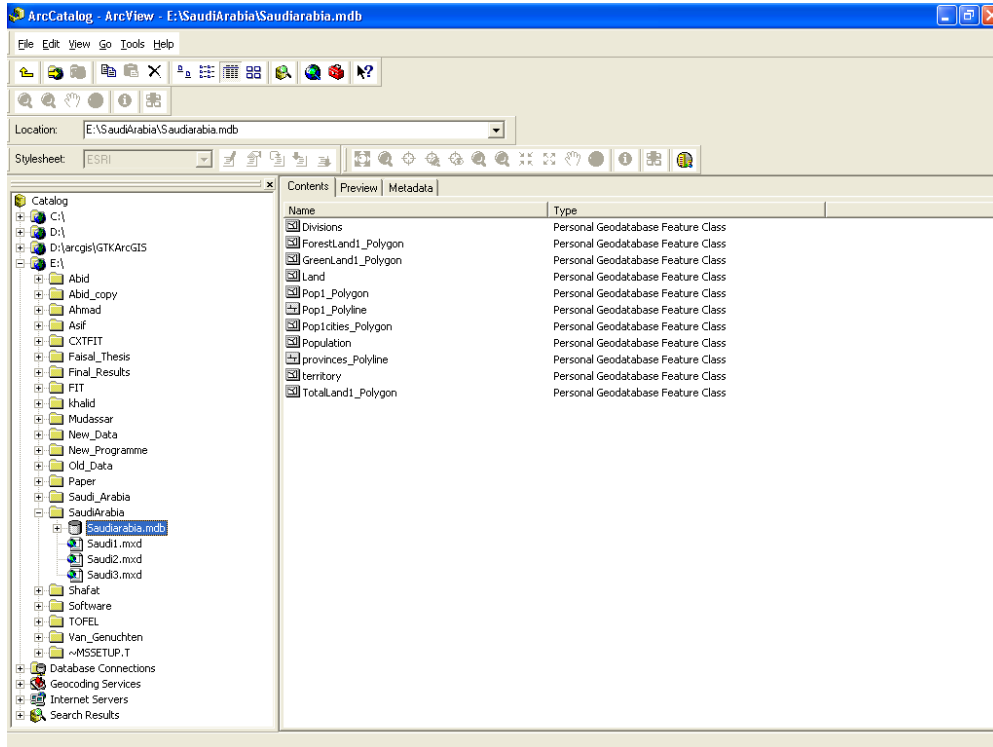 ArcCatalog - ArcView - E:\SaudiArabia\Saudiarabia.mdb
File Edit View Go Tools Help
Location: E:\SaudiArabia\Saudiarabia.mdb
Stylesheet: ESRI
Contents Preview Metadata
Name Type
Divisions Personal Geodatabase Feature Class
ForestLand1_Polygon Personal Geodatabase Feature Class
GreenLand1_Polygon Personal Geodatabase Feature Class
Land Personal Geodatabase Feature Class
Pop1_Polygon Personal Geodatabase Feature Class
Pop1_Polyline Personal Geodatabase Feature Class
Pop1cities_Polygon Personal Geodatabase Feature Class
Population Personal Geodatabase Feature Class
provinces_Polyline Personal Geodatabase Feature Class
territory Personal Geodatabase Feature Class
TotalLand1_Polygon Personal Geodatabase Feature Class
Catalog
C:\
D:\
D:\arcgis\GTKArcGIS
E:\
Abid
Abid_copy
Ahmad
Asif
CXTFIT
Faisal_Thesis
Final_Results
FIT
khalid
Mudassar
New_Data
New_Programme
Old_Data
Paper
Saudi_Arabia
SaudiArabia
Saudiarabia.mdb
Saudi1.mxd
Saudi2.mxd
Saudi3.mxd
Shafat
Software
TOFEL
Van_Genuchten
~MSSETUP.T
Database Connections
Geocoding Services
Internet Servers
Search Results